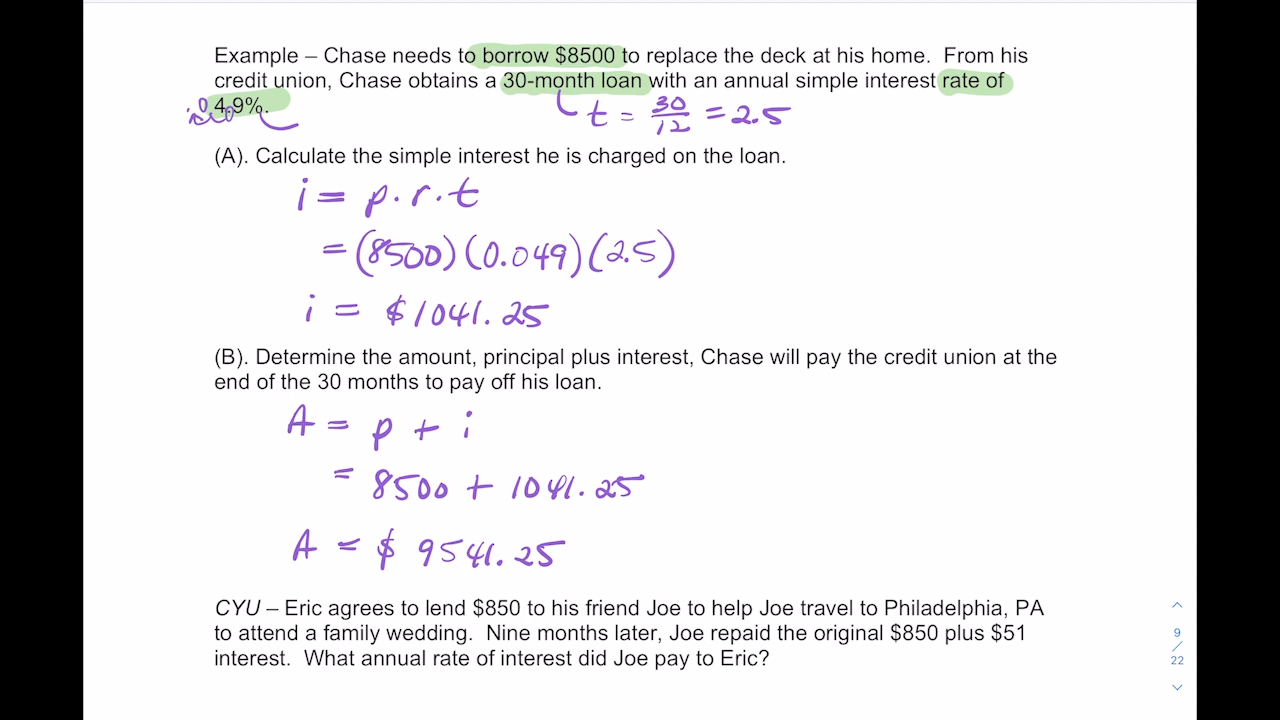 Example – Chase needs to borrow $8500 to replace the deck at his home. From his
credit union, Chase obtains a 30-month loan with an annual simple interest rate of
4.9%.
t = 30/12 = 2.5
(A). Calculate the simple interest he is charged on the loan.
i = p·r·t
= (8500)(0.049)(2.5)
i = $1041.25
(B). Determine the amount, principal plus interest, Chase will pay the credit union at the
end of the 30 months to pay off his loan.
A = p + i
= 8500 + 1041.25
A = $ 9541.25
CYU – Eric agrees to lend $850 to his friend Joe to help Joe travel to Philadelphia, PA
to attend a family wedding. Nine months later, Joe repaid the original $850 plus $51
interest. What annual rate of interest did Joe pay to Eric?
9
/
22